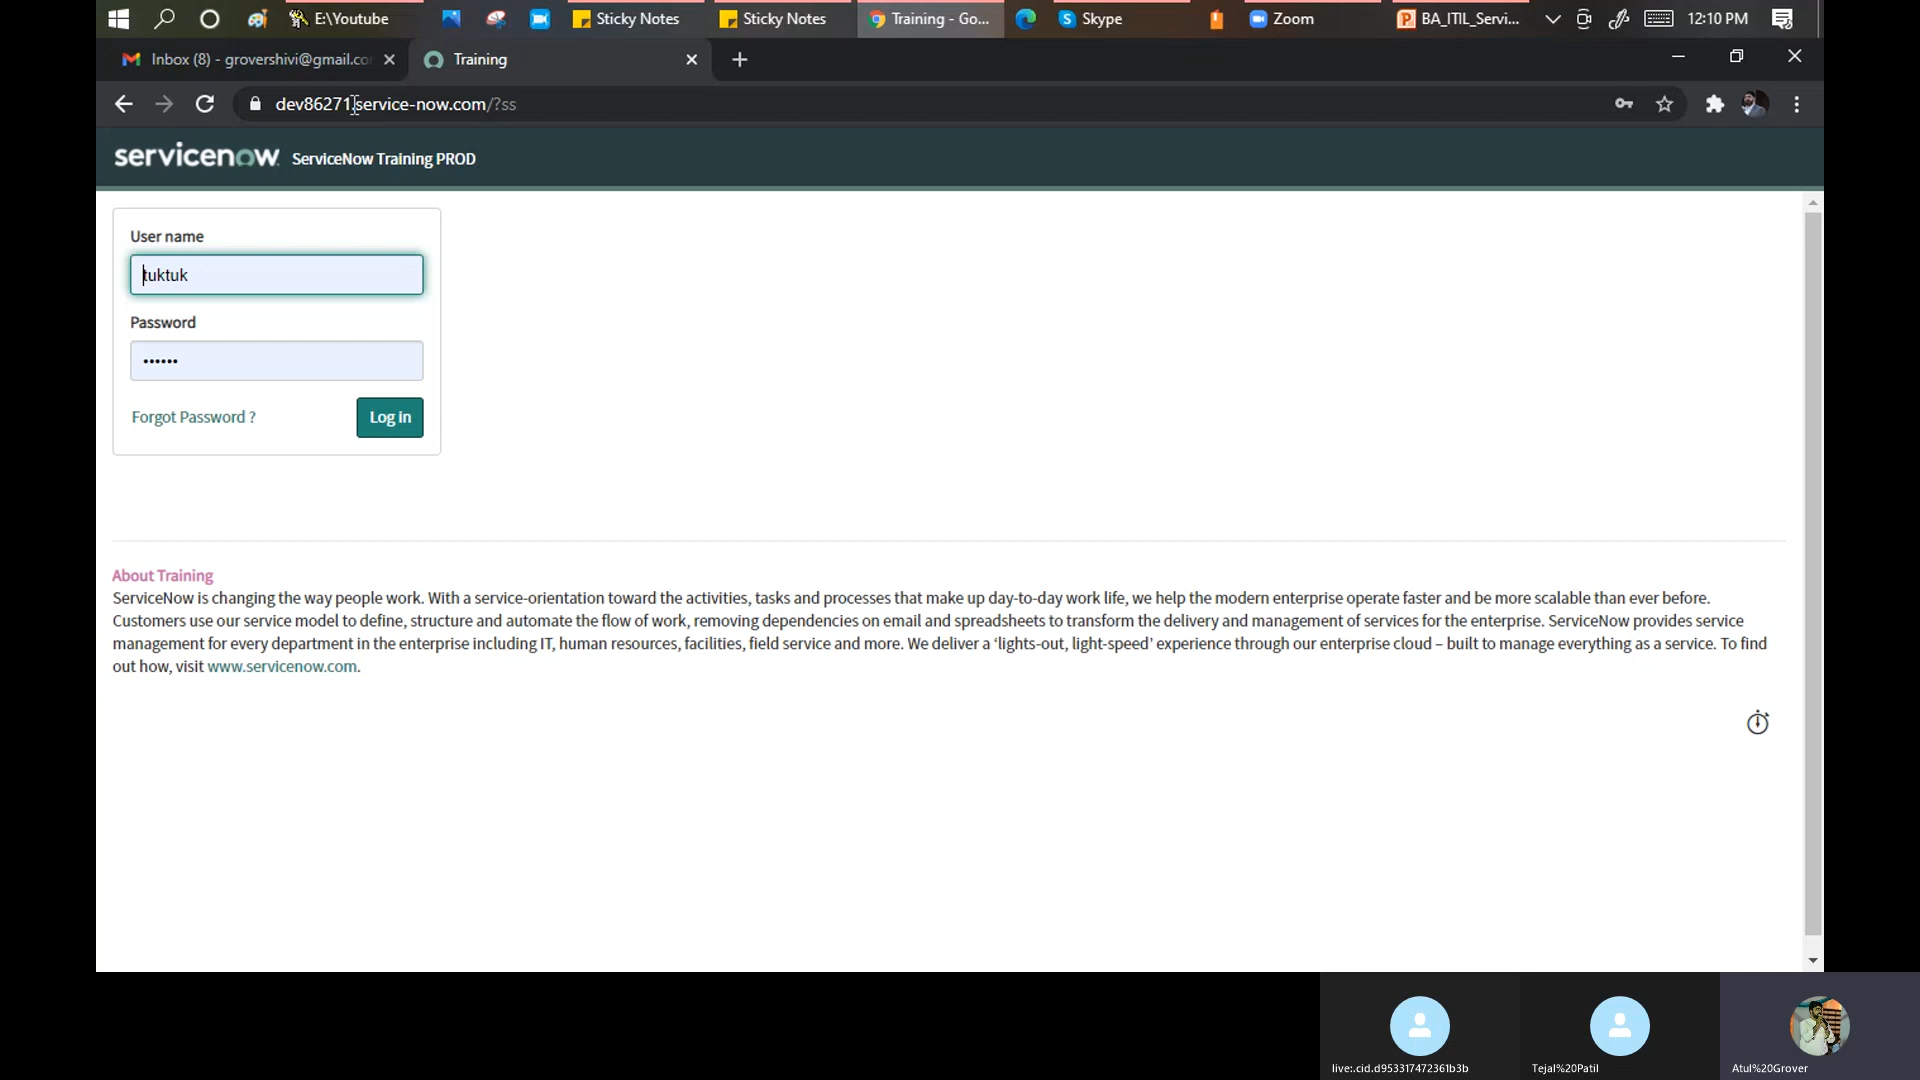 E:\Youtube
Sticky Notes
Sticky Notes
Training - Go...
Skype
Zoom
BA_ITIL_Servi...
12:10 PM
Inbox (8) - grovershivi@gmail.co
Training
dev86271.service-now.com/?ss
servicenow ServiceNow Training PROD
User name
tuktuk
Password
••••••
Forgot Password ?
Log in
About Training
ServiceNow is changing the way people work. With a service-orientation toward the activities, tasks and processes that make up day-to-day work life, we help the modern enterprise operate faster and be more scalable than ever before.
Customers use our service model to define, structure and automate the flow of work, removing dependencies on email and spreadsheets to transform the delivery and management of services for the enterprise. ServiceNow provides service
management for every department in the enterprise including IT, human resources, facilities, field service and more. We deliver a ‘lights-out, light-speed’ experience through our enterprise cloud – built to manage everything as a service. To find
out how, visit www.servicenow.com.
live:.cid.d953317472361b3b
Tejal%20Patil
Atul%20Grover